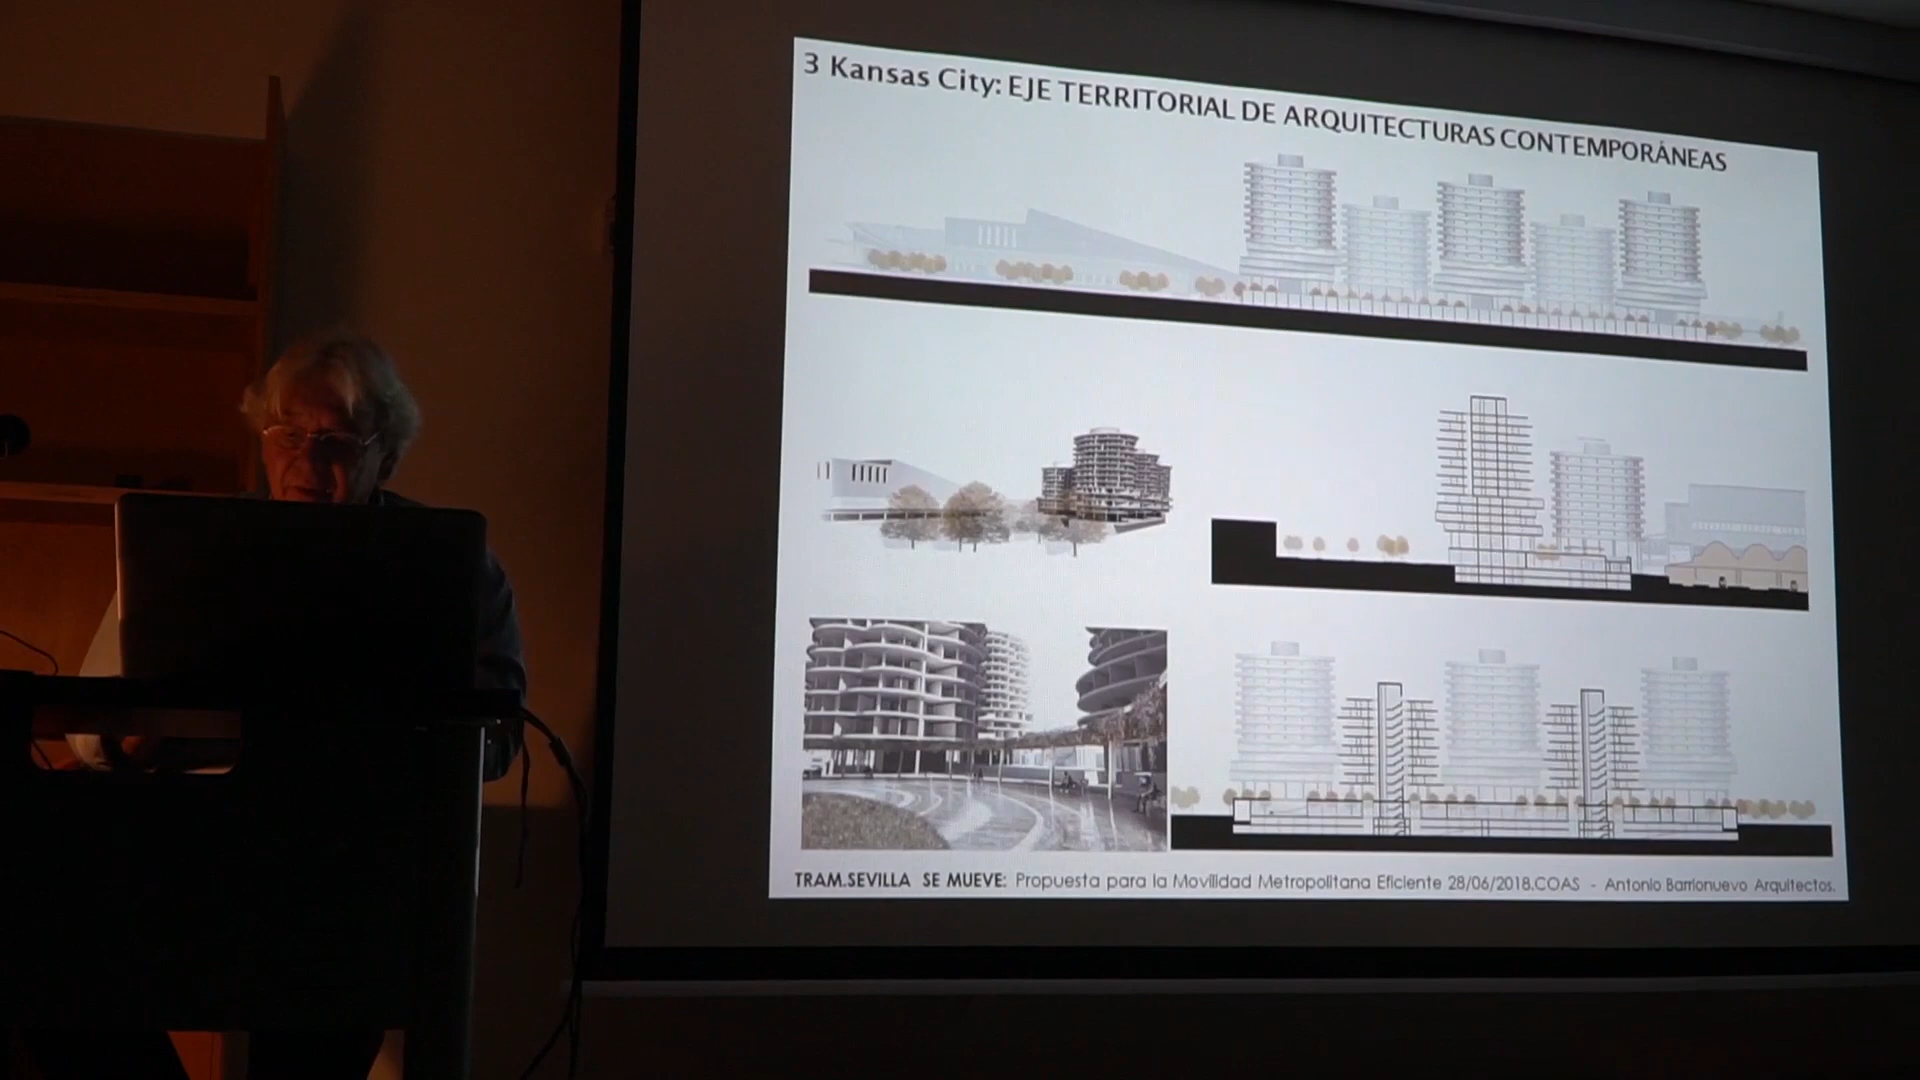 3 Kansas City: EJE TERRITORIAL DE ARQUITECTURAS CONTEMPORÁNEAS
TRAM.SEVILLA SE MUEVE: Propuesta para la Movilidad Metropolitana Eficiente 28/06/2018.COAS - Antonio Barrionuevo Arquitectos.